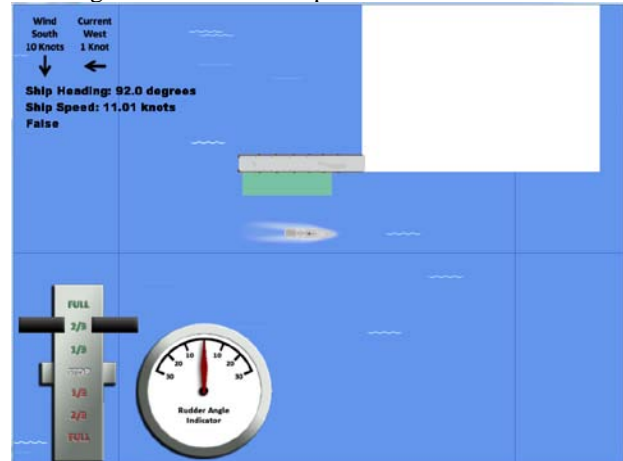 Wind
South
10 Knots
Current
West
1 Knot
Ship Heading: 92.0 degrees
Ship Speed: 11.01 knots
False
FULL
2/3
1/3
1/3
2/3
FULL
30
20
10
10
20
30
Rudder Angle
Indicator